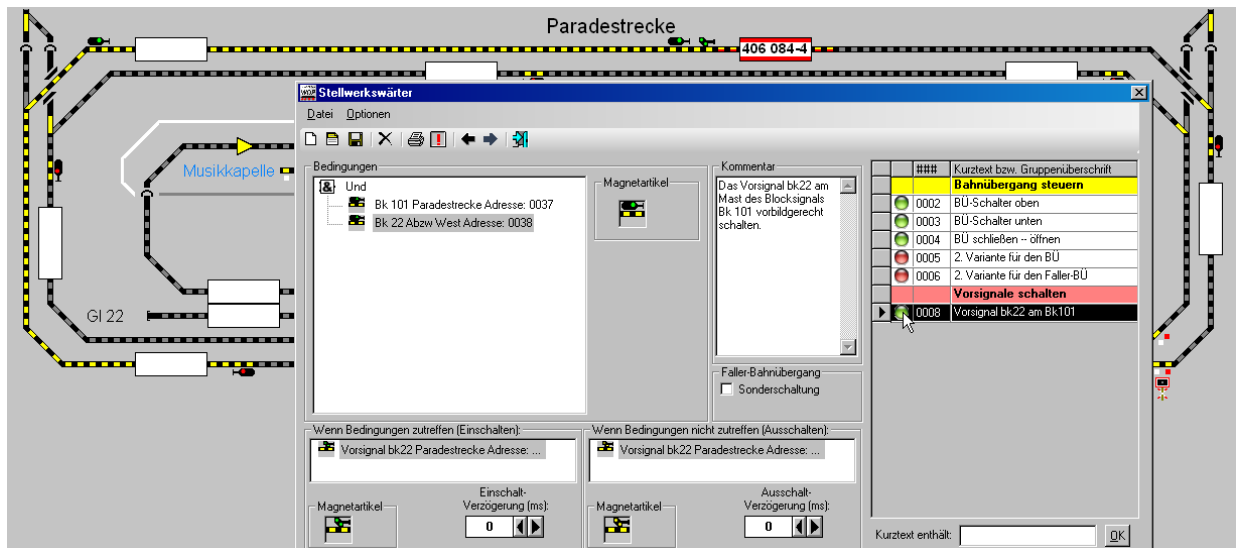 Paradestrecke
406 084-4
Musikkapelle
Gl 22
Stellwerkswärter
Datei Optionen
Bedingungen
&
Und
Bk 101 Paradestrecke Adresse: 0037
Bk 22 Abzw West Adresse: 0038
Magnetartikel
Kommentar
Das Vorsignal bk22 am
Mast des Blocksignals
Bk 101 vorbildgerecht
schalten.
Faller-Bahnübergang
Sonderschaltung
### Kurztext bzw. Gruppenüberschrift
Bahnübergang steuern
0002 BÜ-Schalter oben
0003 BÜ-Schalter unten
0004 BÜ schließen -- öffnen
0005 2. Variante für den BÜ
0006 2. Variante für den Faller-BÜ
Vorsignale schalten
0008 Vorsignal bk22 am Bk101
Wenn Bedingungen zutreffen (Einschalten):
Vorsignal bk22 Paradestrecke Adresse: ...
Magnetartikel
Einschalt-
Verzögerung (ms):
0
Wenn Bedingungen nicht zutreffen (Ausschalten):
Vorsignal bk22 Paradestrecke Adresse: ...
Magnetartikel
Ausschalt-
Verzögerung (ms):
0
Kurztext enthält:
OK